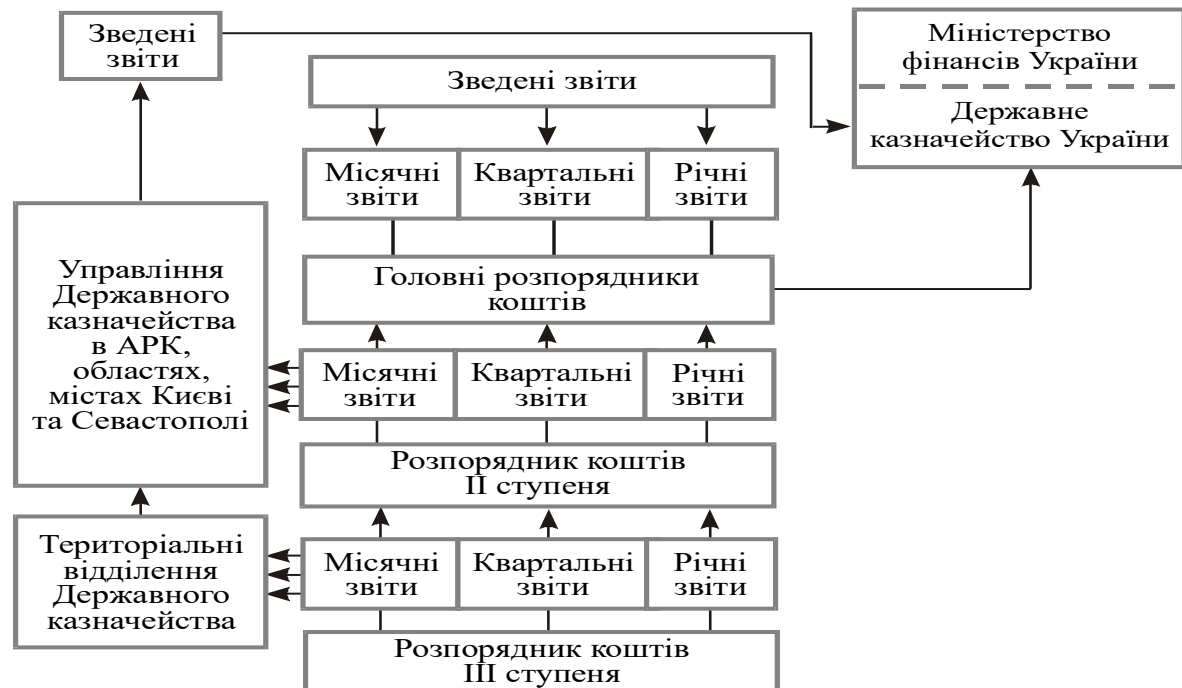 Зведені
звіти
Міністерство
фінансів України
Державне
казначейство України
Зведені звіти
Місячні
звіти
Квартальні
звіти
Річні
звіти
Управління
Державного
казначейства
в АРК,
областях,
містах Києві
та Севастополі
Головні розпорядники
коштів
Місячні
звіти
Квартальні
звіти
Річні
звіти
Розпорядник коштів
II ступеня
Територіальні
відділення
Державного
казначейства
Місячні
звіти
Квартальні
звіти
Річні
звіти
Розпорядник коштів
III ступеня